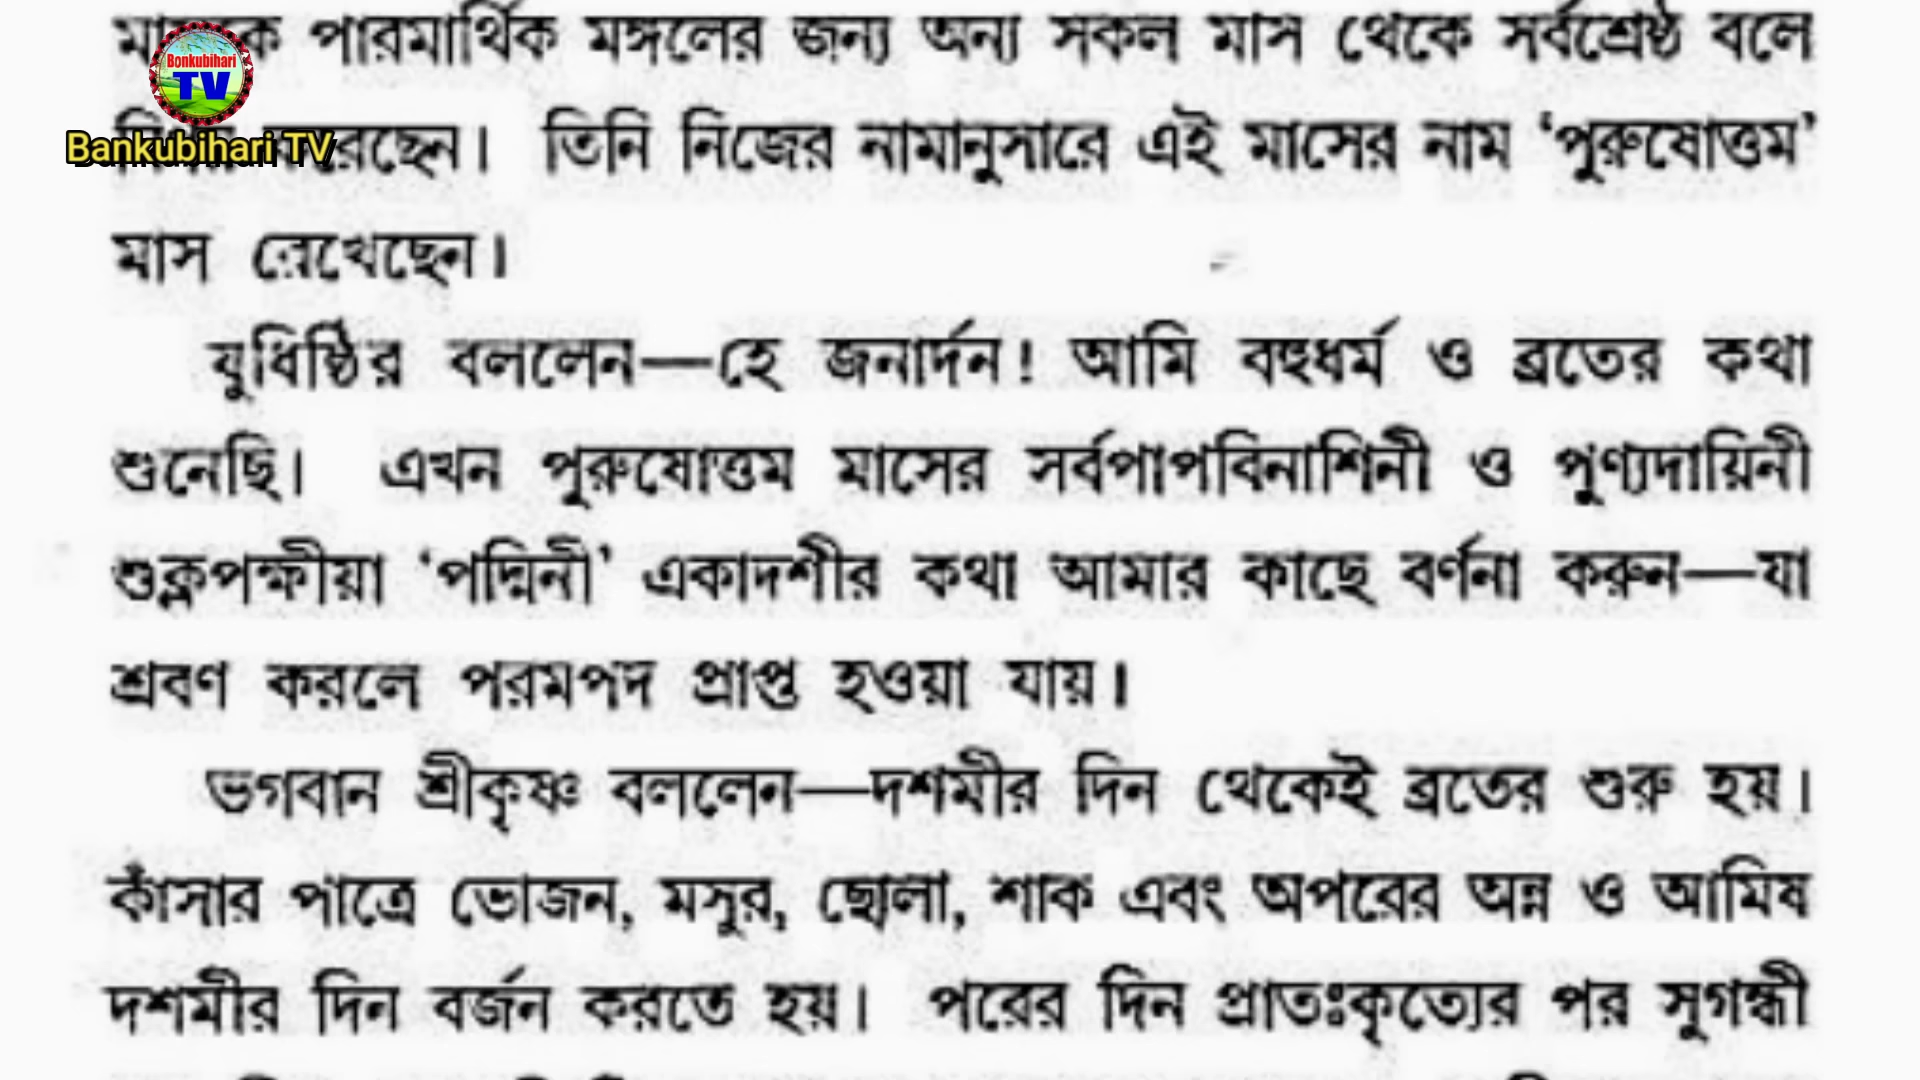 পারমার্থিক মঙ্গলের জন্য অন্য সকল মাস থেকে সর্বশ্রেষ্ঠ বলে
Bonkubihari
TV
Bankubihari TV
তিনি নিজের নামানুসারে এই মাসের নাম ‘পুরুষোত্তম’
মাস রেখেছেন।
যুধিষ্ঠির বললেন—হে জনার্দন! আমি বহুধর্ম ও ব্রতের কথা
শুনেছি। এখন পুরুষোত্তম মাসের সর্বপাপবিনাশিনী ও পুণ্যদায়িনী
শুক্লপক্ষীয়া ‘পদ্মিনী’ একাদশীর কথা আমার কাছে বর্ণনা করুন—যা
শ্রবণ করলে পরমপদ প্রাপ্ত হওয়া যায়।
ভগবান শ্রীকৃষ্ণ বললেন—দশমীর দিন থেকেই ব্রতের শুরু হয়।
কাঁসার পাত্রে ভোজন, মসুর, ছোলা, শাক এবং অপরের অন্ন ও আমিষ
দশমীর দিন বর্জন করতে হয়। পরের দিন প্রাতঃকৃত্যের পর সুগন্ধী